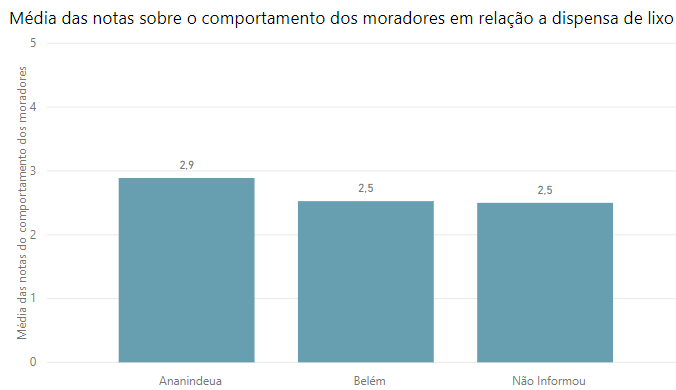 Média das notas sobre o comportamento dos moradores em relação a dispensa de lixo
Média das notas do comportamento dos moradores
5
4
3
2
1
0
2,9
2,5
2,5
Ananindeua
Belém
Não Informou